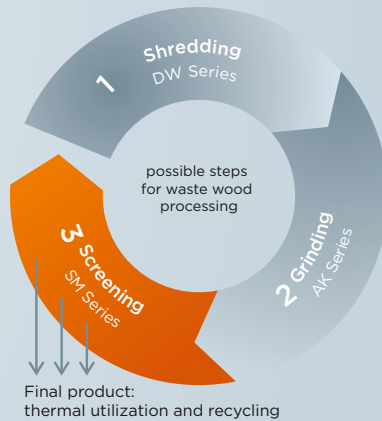 1 Shredding
DW Series
possible steps
for waste wood
processing
2 Grinding
AK Series
3 Screening
SM Series
Final product:
thermal utilization and recycling